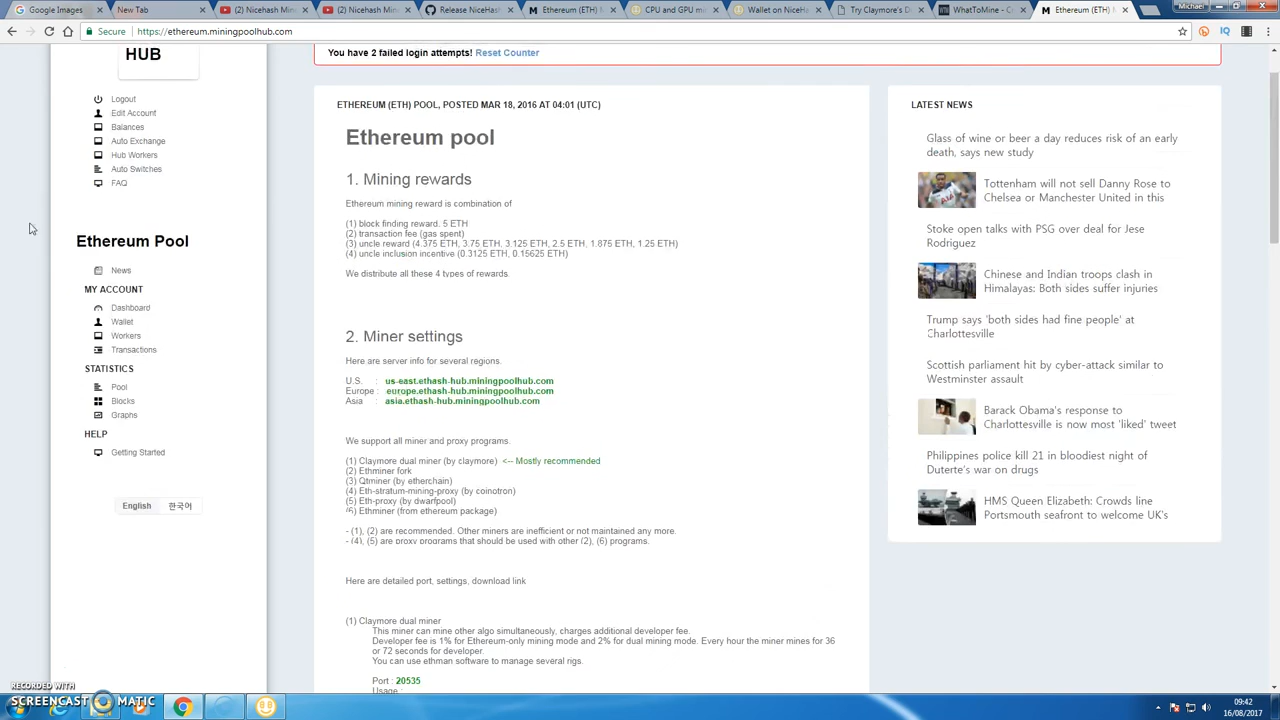 Google Images
New Tab
(2) Nicehash Min
(2) Nicehash Min
Release NiceHash
Ethereum (ETH) M
CPU and GPU mi
Wallet on NiceHa
Try Claymore's D
WhatToMine - C
Ethereum (ETH) M
Michael
Secure
https://ethereum.miningpoolhub.com
HUB
Logout
Edit Account
Balances
Auto Exchange
Hub Workers
Auto Switches
FAQ
Ethereum Pool
News
MY ACCOUNT
Dashboard
Wallet
Workers
Transactions
STATISTICS
Pool
Blocks
Graphs
HELP
Getting Started
English 한국어
You have 2 failed login attempts! Reset Counter
ETHEREUM (ETH) POOL, POSTED MAR 18, 2016 AT 04:01 (UTC)
Ethereum pool
1. Mining rewards
Ethereum mining reward is combination of
(1) block finding reward. 5 ETH
(2) transaction fee (gas spent)
(3) uncle reward (4.375 ETH, 3.75 ETH, 3.125 ETH, 2.5 ETH, 1.875 ETH, 1.25 ETH)
(4) uncle inclusion incentive (0.3125 ETH, 0.15625 ETH)
We distribute all these 4 types of rewards.
2. Miner settings
Here are server info for several regions.
U.S. : us-east.ethash-hub.miningpoolhub.com
Europe : europe.ethash-hub.miningpoolhub.com
Asia : asia.ethash-hub.miningpoolhub.com
We support all miner and proxy programs.
(1) Claymore dual miner (by claymore) <-- Mostly recommended
(2) Ethminer fork
(3) Qtminer (by etherchain)
(4) Eth-stratum-mining-proxy (by coinotron)
(5) Eth-proxy (by dwarfpool)
(6) Ethminer (from ethereum package)
- (1), (2) are recommended. Other miners are inefficient or not maintained any more.
- (4), (5) are proxy programs that should be used with other (2), (6) programs.
Here are detailed port, settings, download link
(1) Claymore dual miner
This miner can mine other algo simultaneously, charges additional developer fee.
Developer fee is 1% for Ethereum-only mining mode and 2% for dual mining mode. Every hour the miner mines for 36
or 72 seconds for developer.
You can use ethman software to manage several rigs.
Port : 20535
Usage :
LATEST NEWS
Glass of wine or beer a day reduces risk of an early
death, says new study
Tottenham will not sell Danny Rose to
Chelsea or Manchester United in this
Stoke open talks with PSG over deal for Jese
Rodriguez
Chinese and Indian troops clash in
Himalayas: Both sides suffer injuries
Trump says 'both sides had fine people' at
Charlottesville
Scottish parliament hit by cyber-attack similar to
Westminster assault
Barack Obama's response to
Charlottesville is now most 'liked' tweet
Philippines police kill 21 in bloodiest night of
Duterte's war on drugs
HMS Queen Elizabeth: Crowds line
Portsmouth seafront to welcome UK's
RECORDED WITH
SCREENCAST MATIC
09:42
16/08/2017